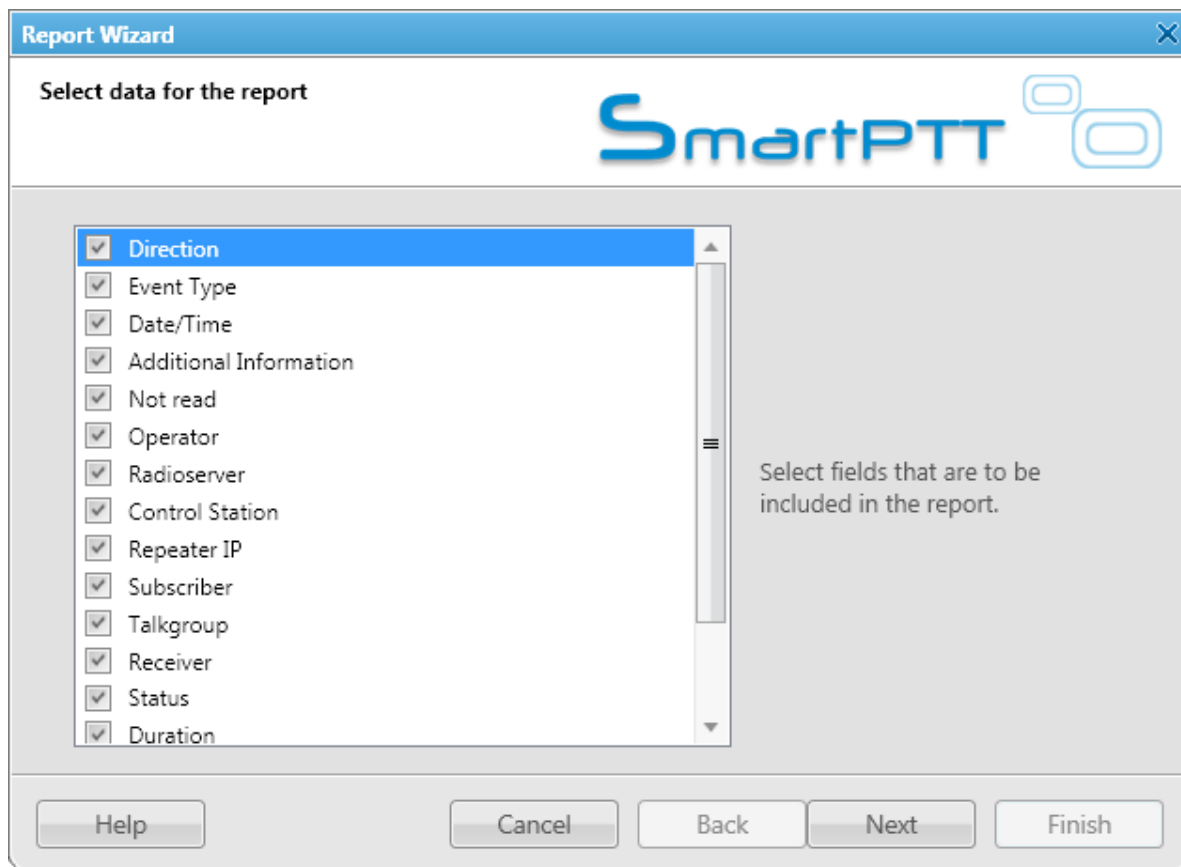 Report Wizard
Select data for the report
SmartPTT
Direction
Event Type
Date/Time
Additional Information
Not read
Operator
Radioserver
Control Station
Repeater IP
Subscriber
Talkgroup
Receiver
Status
Duration
Select fields that are to be
included in the report.
Help
Cancel
Back
Next
Finish